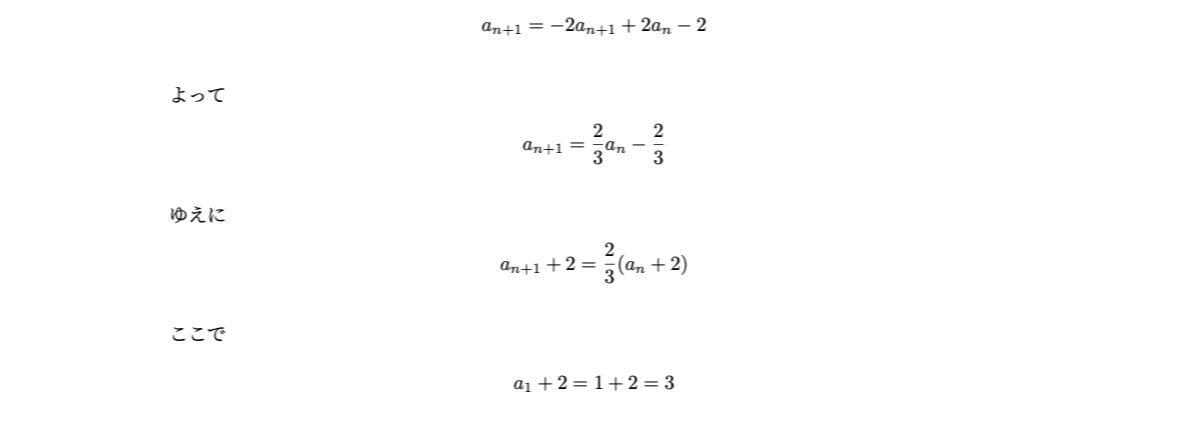 a_{n+1} = −2a_{n+1} + 2a_n − 2
よって
a_{n+1} = \frac{2}{3}a_n − \frac{2}{3}
ゆえに
a_{n+1} + 2 = \frac{2}{3}(a_n + 2)
ここで
a_1 + 2 = 1 + 2 = 3